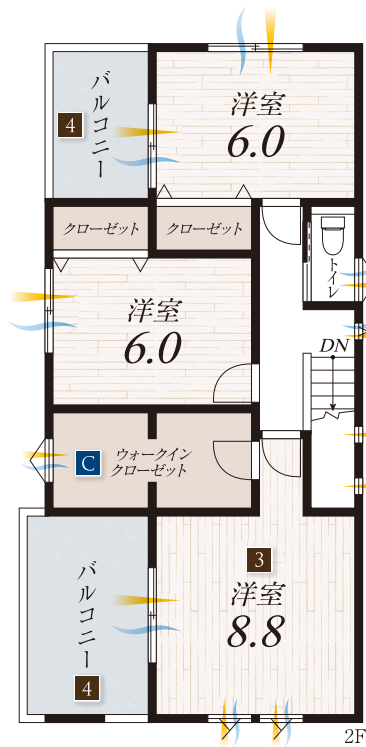 バルコニー
4
洋室
6.0
クローゼット
クローゼット
トイレ
洋室
6.0
DN
C
ウォークイン
クローゼット
3
洋室
8.8
バルコニー
4
2F